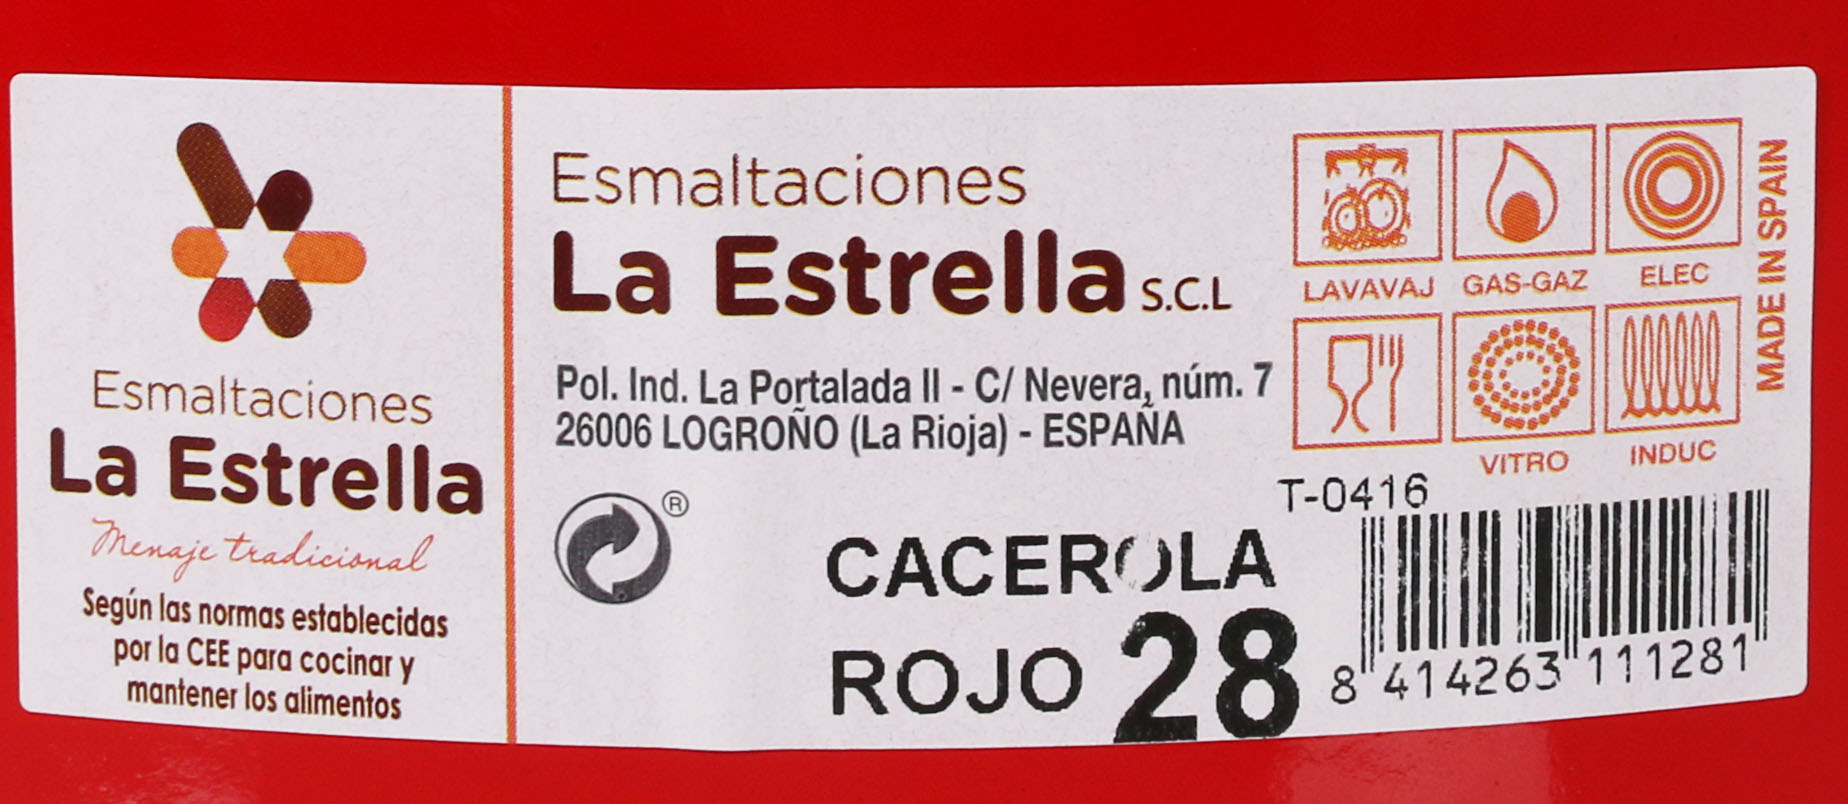 Esmaltaciones
La Estrella
Menaje tradicional
Según las normas establecidas
por la CEE para cocinar y
mantener los alimentos
Esmaltaciones
La Estrella S.C.L
Pol. Ind. La Portalada II - C/ Nevera, núm. 7
26006 LOGROÑO (La Rioja) - ESPAÑA
®
CACEROLA
ROJO 28
LAVAVAJ GAS-GAZ ELEC
VITRO INDUC
MADE IN SPAIN
T-0416
8 414263 111281